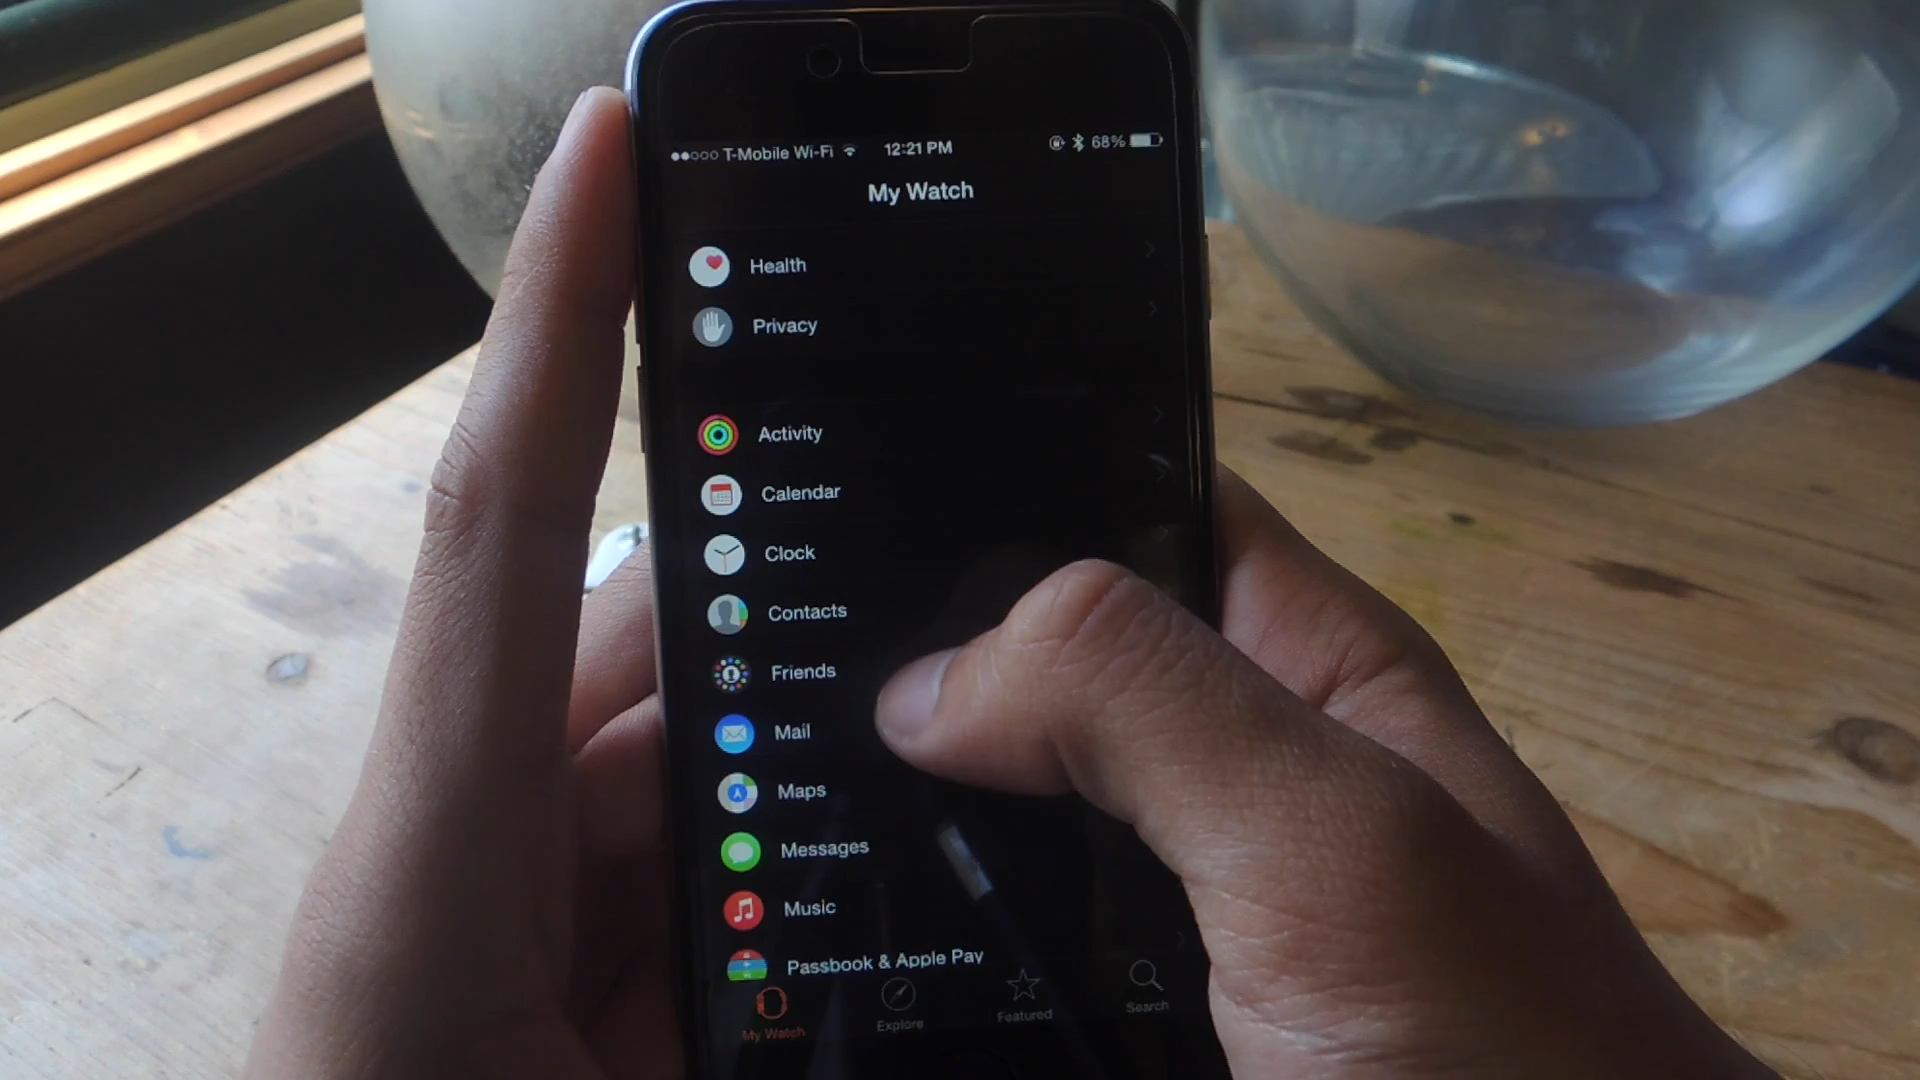 T-Mobile Wi-Fi 12:21 PM 68%
My Watch
Health
Privacy
Activity
Calendar
Clock
Contacts
Friends
Mail
Maps
Messages
Music
Passbook & Apple Pay
My Watch Explore Featured Search